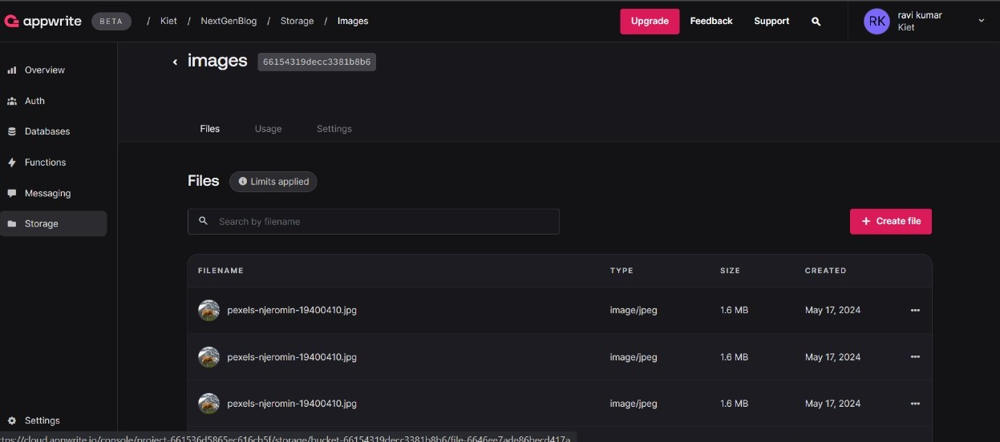 appwrite BETA / Kiet / NextGenBlog / Storage / Images Upgrade Feedback Support RK ravi kumar
Kiet
images 66154319decc3381b8b6
Overview
Auth
Databases
Functions
Messaging
Storage
Settings
Files Usage Settings
Files Limits applied
Search by filename + Create file
FILENAME TYPE SIZE CREATED
pexels-njeromin-19400410.jpg image/jpeg 1.6 MB May 17, 2024 •••
pexels-njeromin-19400410.jpg image/jpeg 1.6 MB May 17, 2024 •••
pexels-njeromin-19400410.jpg image/jpeg 1.6 MB May 17, 2024 •••
ttps://cloud.appwrite.io/console/project-661536d5865ec616cb5f/storage/bucket-66154319decc3381b8b6/file-6646ee7ade86becd417a